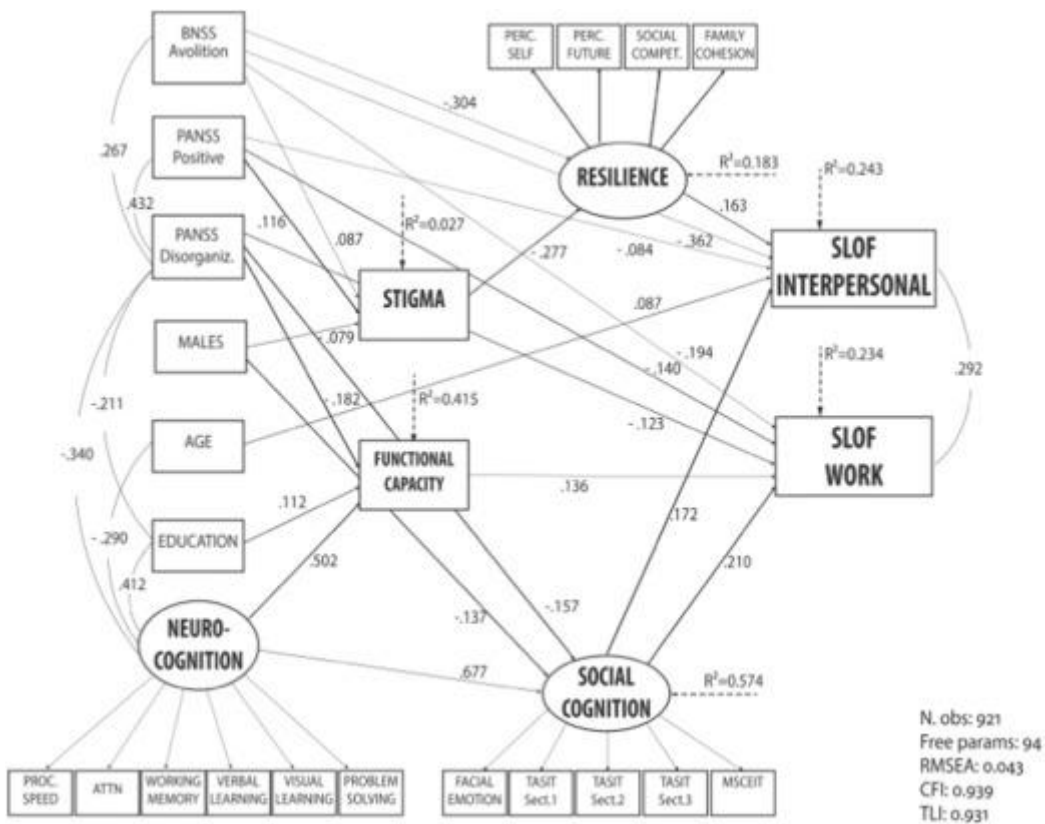 BNSS
Avolition
PERC.
SELF
PERC.
FUTURE
SOCIAL
COMPET.
FAMILY
COHESION
-.304
PANSS
Positive
.267
R²=0.183
RESILIENCE
R²=0.243
.432
.163
.116
R²=0.027
PANSS
Disorganiz.
.087
-.362
-.084
-.277
SLOF
INTERPERSONAL
STIGMA
.087
MALES
-.079
-.194
-.140
R²=0.234
.292
-.211
-.182
R²=0.415
-.123
-.340
AGE
FUNCTIONAL
CAPACITY
SLOF
WORK
.136
.112
.172
-.290
EDUCATION
.502
.210
.412
-.157
-.137
NEURO-
COGNITION
.677
SOCIAL
COGNITION
R²=0.574
N. obs: 921
Free params: 94
RMSEA: 0.043
CFI: 0.939
TLI: 0.931
PROC.
SPEED
ATTN
WORKING
MEMORY
VERBAL
LEARNING
VISUAL
LEARNING
PROBLEM
SOLVING
FACIAL
EMOTION
TASIT
Sect.1
TASIT
Sect.2
TASIT
Sect.3
MSCEIT